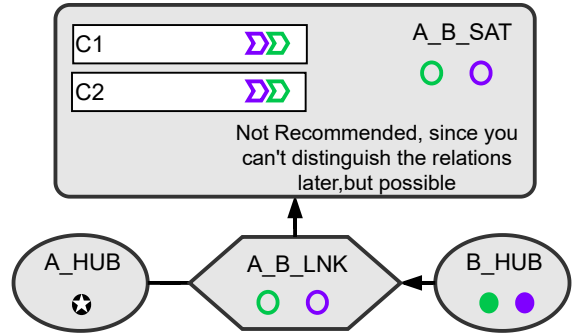 A_B_SAT
C1
C2
Not Recommended, since you
can't distinguish the relations
later,but possible
A_HUB
A_B_LNK
B_HUB